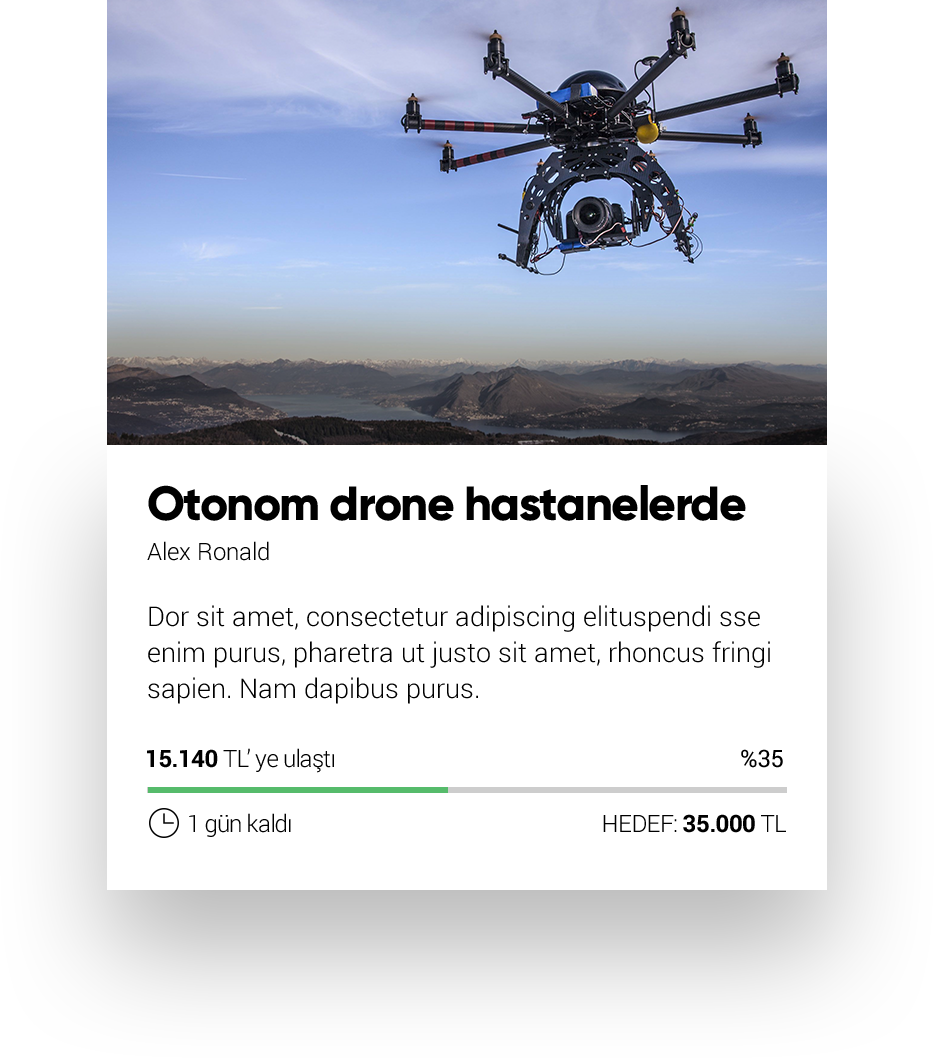 Otonom drone hastanelerde
Alex Ronald
Dor sit amet, consectetur adipiscing elituspendi sse
enim purus, pharetra ut justo sit amet, rhoncus fringi
sapien. Nam dapibus purus.
15.140 TL’ ye ulaştı %35
1 gün kaldı HEDEF: 35.000 TL